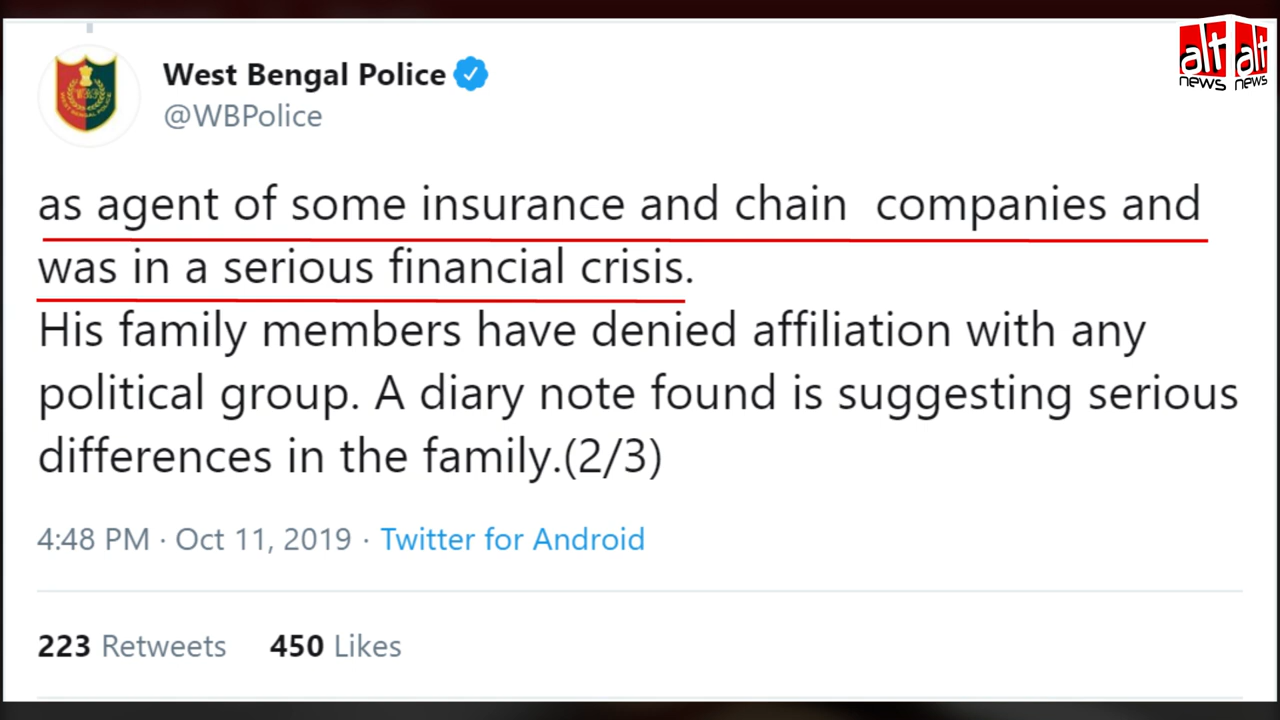 West Bengal Police
@WBPolice
alt alt
news news
as agent of some insurance and chain  companies and
was in a serious financial crisis.
His family members have denied affiliation with any
political group. A diary note found is suggesting serious
differences in the family.(2/3)
4:48 PM · Oct 11, 2019 · Twitter for Android
223 Retweets 450 Likes